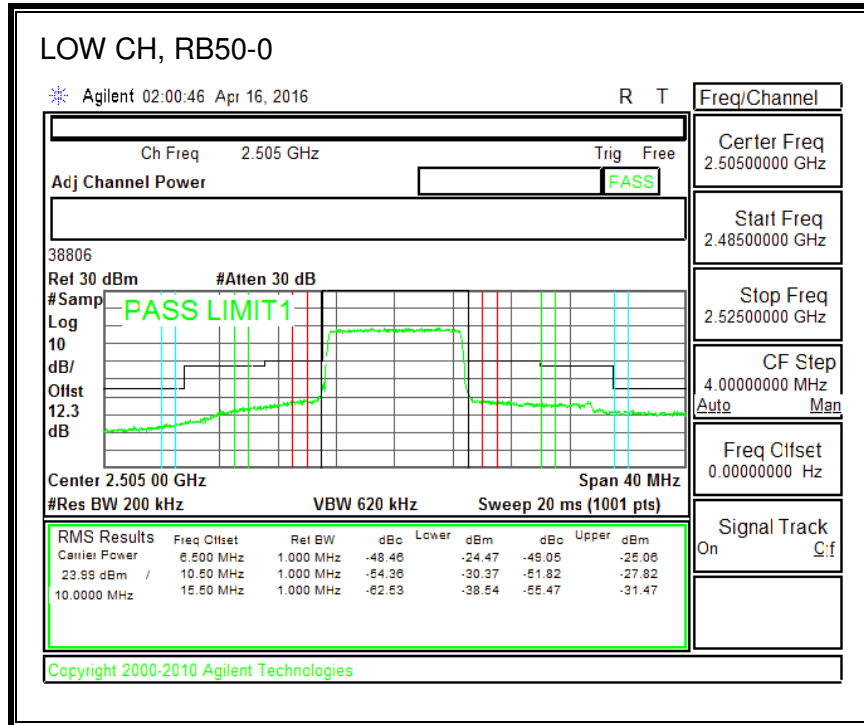 LOW CH, RB50-0
Agilent 02:00:46 Apr 16, 2016 R T
Freq/Channel
Ch Freq 2.505 GHz Trig Free
Adj Channel Power FASS
Center Freq
2.50500000 GHz
Start Freq
2.48500000 GHz
Stop Freq
2.52500000 GHz
CF Step
4.00000000 MHz
Auto Man
Freq Offset
0.00000000 Hz
Signal Track
On Off
38806
Ref 30 dBm #Atten 30 dB
#Samp
Log
10
dB/
Offst
12.3
dB
PASS LIMIT1
Center 2.505 00 GHz Span 40 MHz
#Res BW 200 kHz VBW 620 kHz Sweep 20 ms (1001 pts)
RMS Results Freq Offset Ref BW dBc Lower dBm dBc Upper dBm
Carrier Power 6.500 MHz 1.000 MHz -48.46 -24.47 -49.05 -25.06
23.99 dBm / 10.50 MHz 1.000 MHz -54.36 -30.37 -51.82 -27.82
10.0000 MHz 15.50 MHz 1.000 MHz -62.53 -38.54 -55.47 -31.47
Copyright 2000-2010 Agilent Technologies